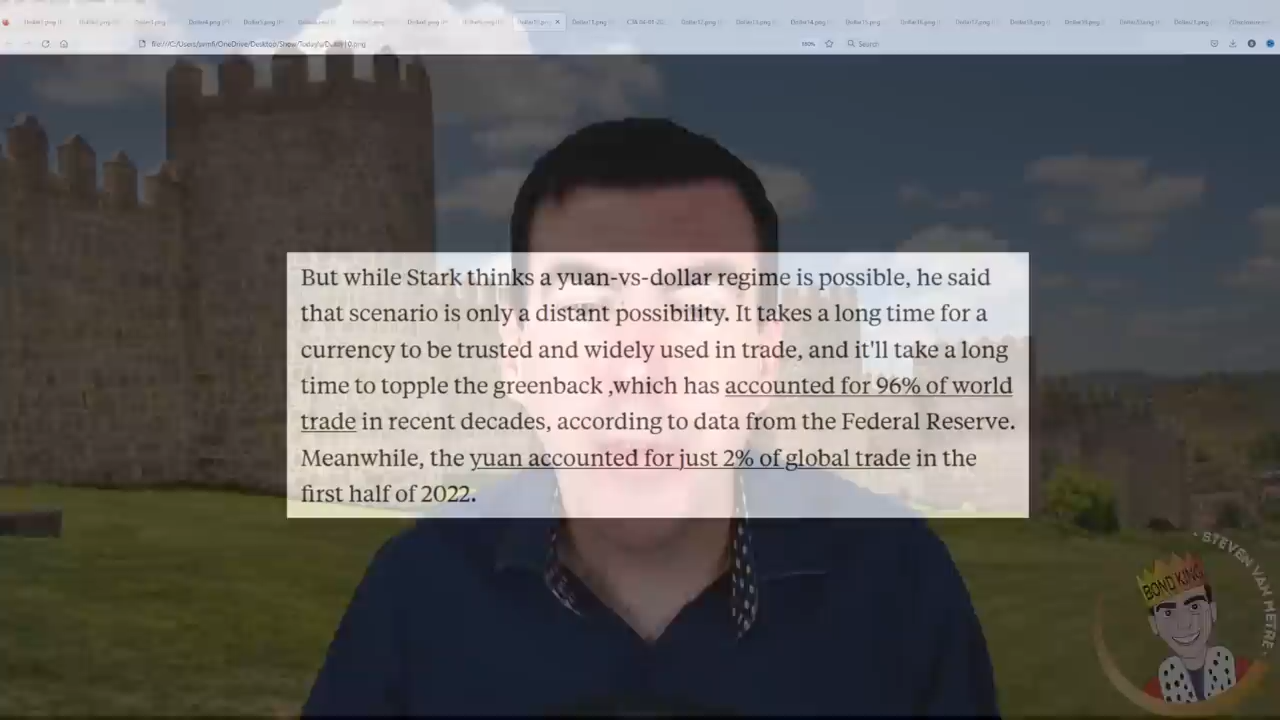 100%
Search
But while Stark thinks a yuan-vs-dollar regime is possible, he said
that scenario is only a distant possibility. It takes a long time for a
currency to be trusted and widely used in trade, and it'll take a long
time to topple the greenback ,which has accounted for 96% of world
trade in recent decades, according to data from the Federal Reserve.
Meanwhile, the yuan accounted for just 2% of global trade in the
first half of 2022.
BOND KING
- STEVEN VAN METRE -